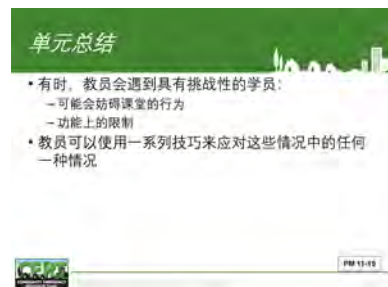 单元总结
• 有时，教员会遇到具有挑战性的学员：
–可能会妨碍课堂的行为
–功能上的限制
• 教员可以使用一系列技巧来应对这些情况中的任何
一种情况